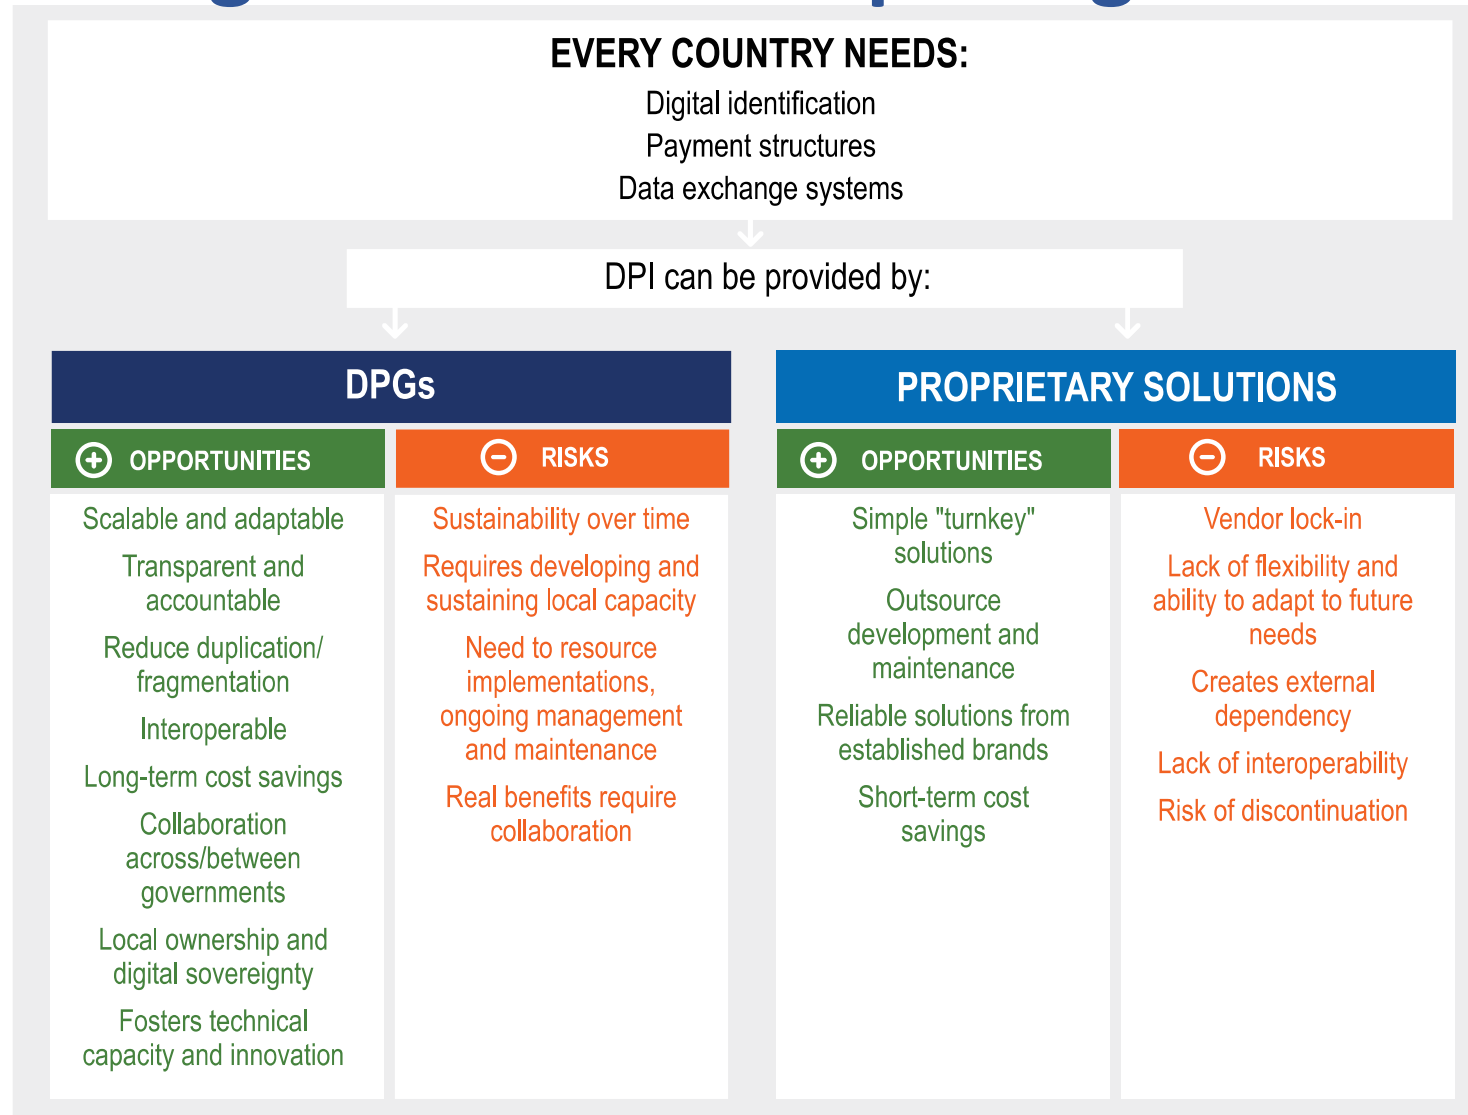 EVERY COUNTRY NEEDS:
Digital identification
Payment structures
Data exchange systems
DPI can be provided by:
DPGs
OPPORTUNITIES
Scalable and adaptable
Transparent and
accountable
Reduce duplication/
fragmentation
Interoperable
Long-term cost savings
Collaboration
across/between
governments
Local ownership and
digital sovereignty
Fosters technical
capacity and innovation
RISKS
Sustainability over time
Requires developing and
sustaining local capacity
Need to resource
implementations,
ongoing management
and maintenance
Real benefits require
collaboration
PROPRIETARY SOLUTIONS
OPPORTUNITIES
Simple "turnkey"
solutions
Outsource
development and
maintenance
Reliable solutions from
established brands
Short-term cost
savings
RISKS
Vendor lock-in
Lack of flexibility and
ability to adapt to future
needs
Creates external
dependency
Lack of interoperability
Risk of discontinuation